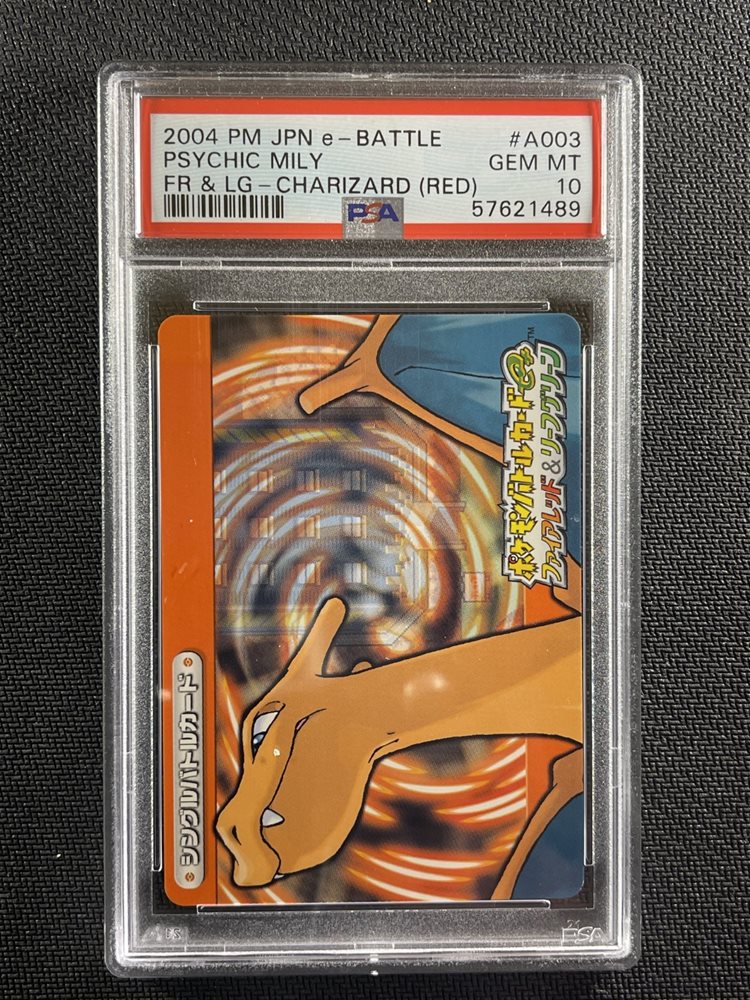 2004 PM JPN e-BATTLE #A003
PSYCHIC MILY GEM MT
FR & LG-CHARIZARD (RED) 10
PSA 57621489
ポケモンバトルカードe+™
ファイアレッド&リーフグリーン
シングルバトルカード
PSA